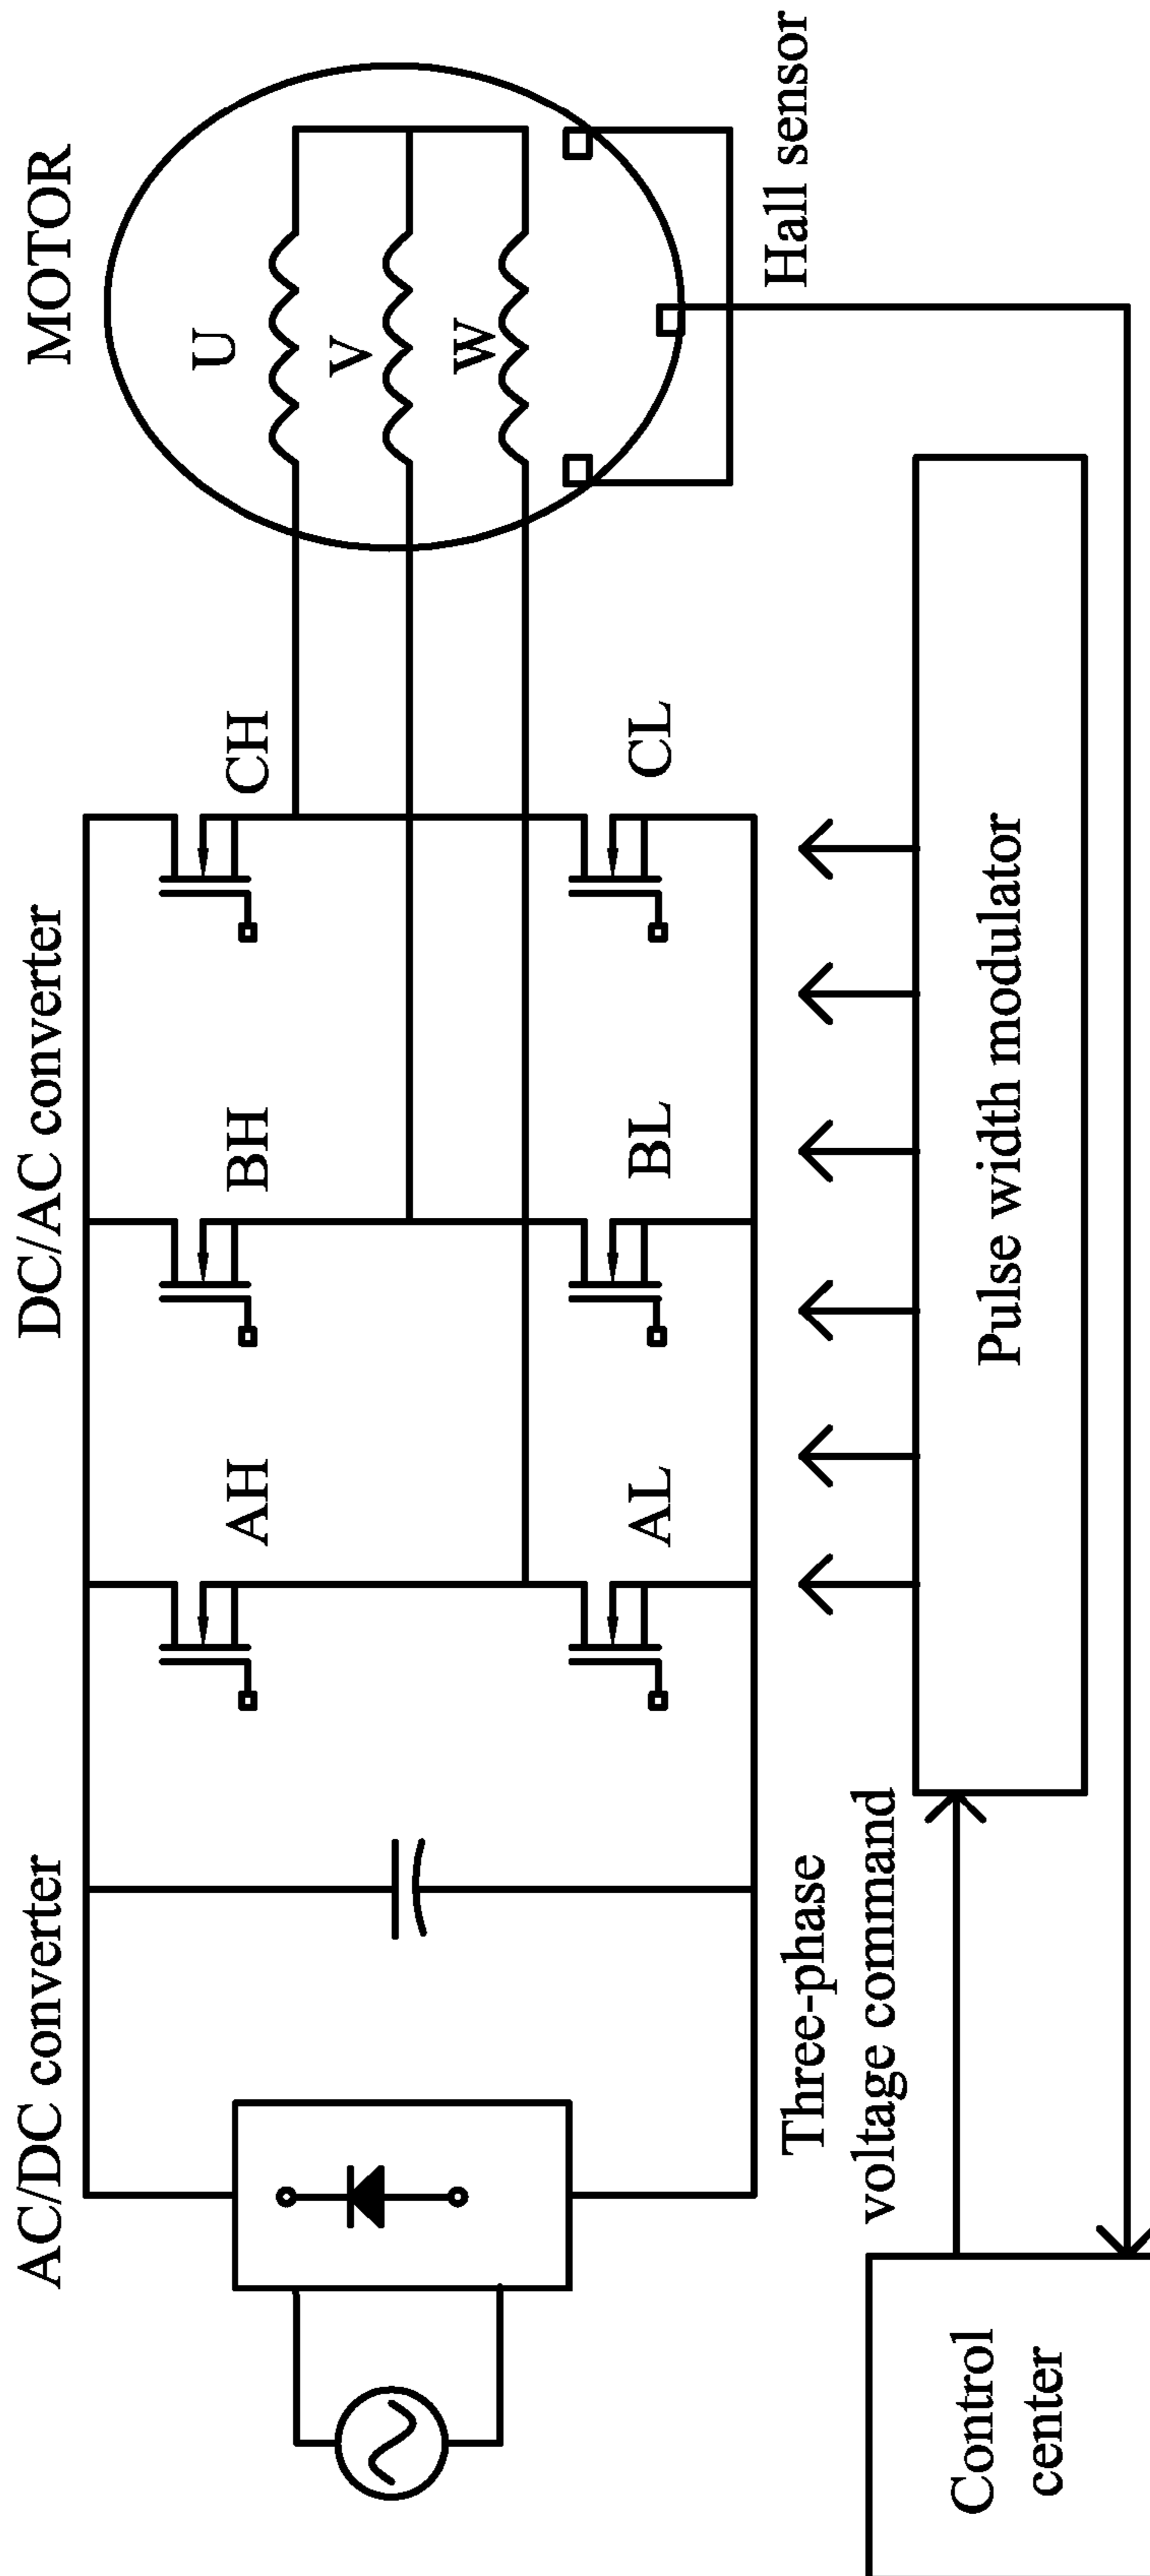 AC/DC converter
DC/AC converter
MOTOR
AH
BH
CH
U
V
W
AL
BL
CL
Hall sensor
Three-phase
voltage command
Pulse width modulator
Control
center